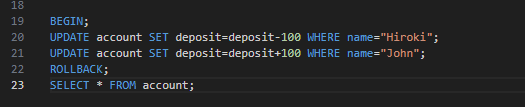 18
19 BEGIN;
20 UPDATE account SET deposit=deposit-100 WHERE name="Hiroki";
21 UPDATE account SET deposit=deposit+100 WHERE name="John";
22 ROLLBACK;
23 SELECT * FROM account;